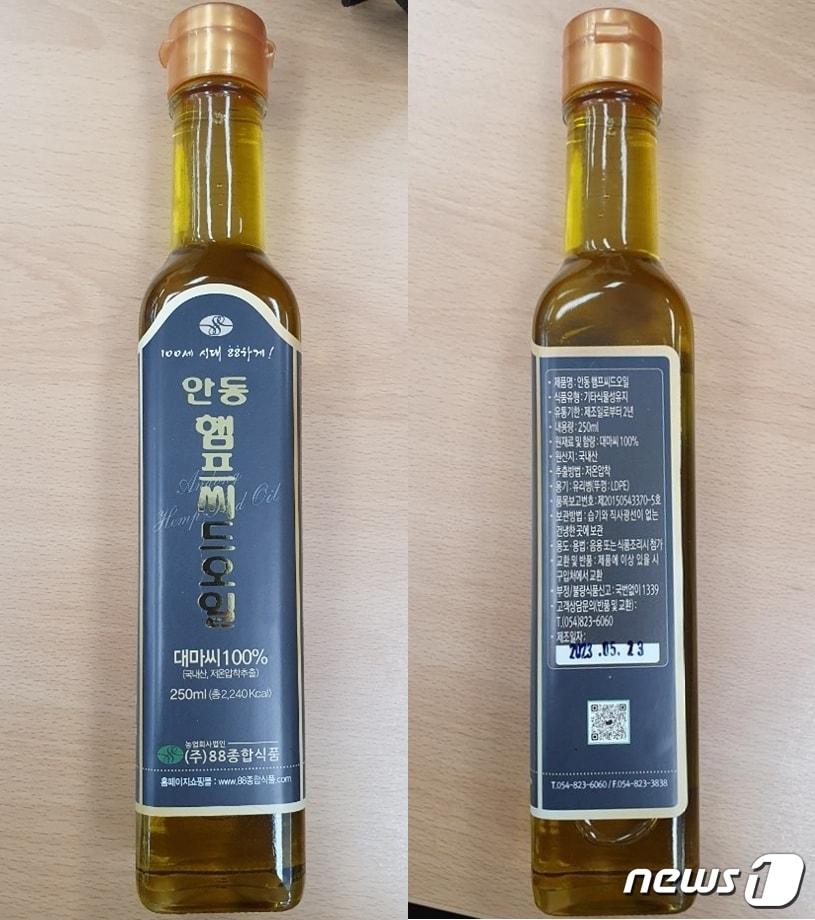 100세 시대 88하게!
안동
햄프씨드오일
Andong
Hemp Seed Oil
대마씨100%
(국내산, 저온압착추출)
250ml (총2,240Kcal)
농업회사법인
(주)88종합식품
홈페이지쇼핑몰 : www.88종합식품.com
• 제품명 : 안동 햄프씨드오일
• 식품유형 : 기타식물성유지
• 유통기한 : 제조일로부터 2년
• 내용량 : 250ml
• 원재료 및 함량 : 대마씨 100%
• 원산지 : 국내산
• 추출방법 : 저온압착
• 용기 : 유리병(뚜껑 : LDPE)
• 품목보고번호 : 제20150543370-5호
• 보관방법 : 습기와 직사광선이 없는
건냉한 곳에 보관
• 용도·용법 : 음용 또는 식품조리시 첨가
• 교환 및 반품 : 제품에 이상 있을 시
구입처에서 교환
• 부정/불량식품신고 : 국번없이 1339
• 고객상담문의(반품 및 교환) :
T.(054)823-6060
• 제조일자 :
2023.05.23
T.054-823-6060 / F.054-823-3838
news1